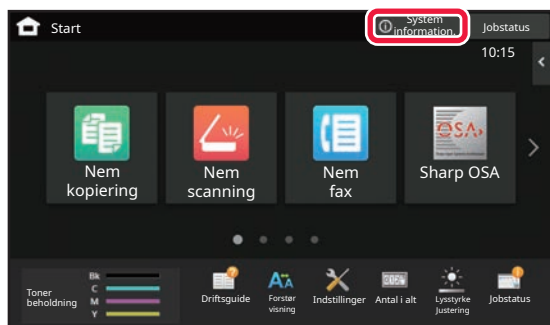 Start
System
information.
Jobstatus
10:15
Nem
kopiering
Nem
scanning
Nem
fax
OSA
Sharp OSA
Toner
beholdning
Bk
C
M
Y
Driftsguide
Forstør
visning
Indstillinger
Antal i alt
Lysstyrke
Justering
Jobstatus